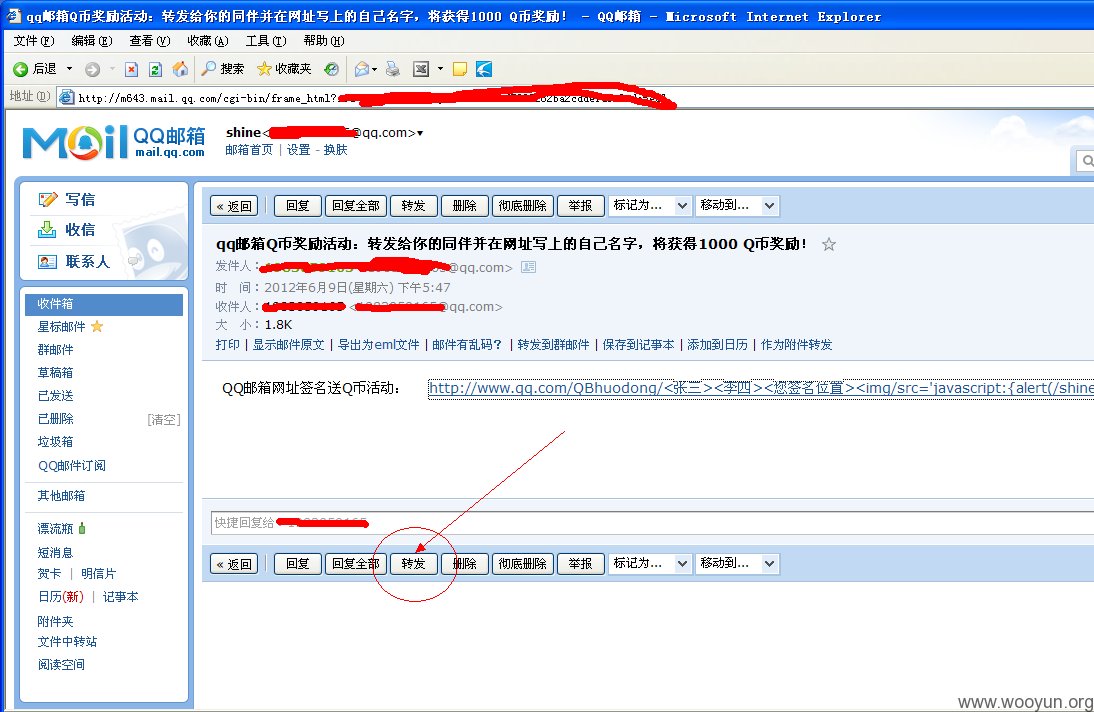 qq邮箱Q币奖励活动：转发给你的同伴并在网址写上的自己名字，将获得1000 Q币奖励！ - QQ邮箱 - Microsoft Internet Explorer
文件(F) 编辑(E) 查看(V) 收藏(A) 工具(T) 帮助(H)
后退 搜索 收藏夹
地址(D) http://m643.mail.qq.com/cgi-bin/frame_html?
Mail QQ邮箱 mail.qq.com
shine< @qq.com>
邮箱首页 | 设置 - 换肤
写信
收信
联系人
收件箱
星标邮件
群邮件
草稿箱
已发送
已删除 [清空]
垃圾箱
QQ邮件订阅
其他邮箱
漂流瓶
短消息
贺卡 | 明信片
日历(新) | 记事本
附件夹
文件中转站
阅读空间
« 返回 回复 回复全部 转发 删除 彻底删除 举报 标记为... 移动到...
qq邮箱Q币奖励活动：转发给你的同伴并在网址写上的自己名字，将获得1000 Q币奖励！ ☆
发件人： @qq.com>
时 间：2012年6月9日(星期六) 下午5:47
收件人： < @qq.com>
大 小：1.8K
打印 | 显示邮件原文 | 导出为eml文件 | 邮件有乱码? | 转发到群邮件 | 保存到记事本 | 添加到日历 | 作为附件转发
QQ邮箱网址签名送Q币活动： http://www.qq.com/QBhuodong/<张三><李四><您签名位置><img/src='javascript:{alert(/shine
快捷回复给
« 返回 回复 回复全部 转发 删除 彻底删除 举报 标记为... 移动到...
www.wooyun.org